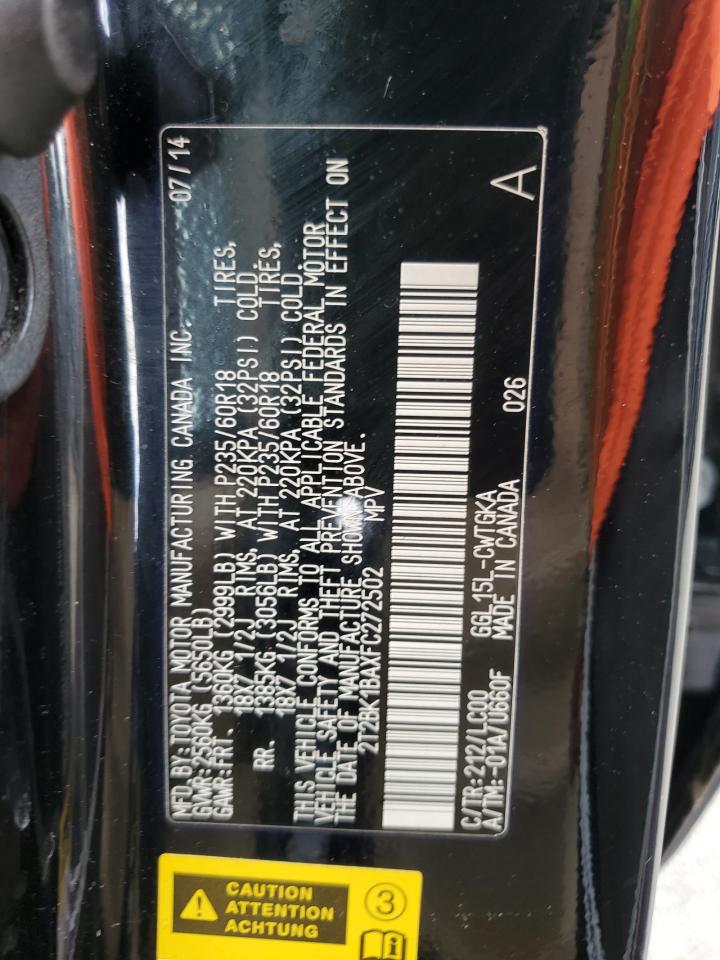 MFD. BY: TOYOTA MOTOR MANUFACTURING CANADA INC. 07/14
GVWR: 2560KG (5650LB)
GAWR: FRT. 1360KG (2999LB) WITH P235/60R18 TIRES,
18X7 1/2J RIMS, AT 220KPA (32PSI) COLD.
RR. 1385KG (3056LB) WITH P235/60R18 TIRES,
18X7 1/2J RIMS, AT 220KPA (32PSI) COLD.
THIS VEHICLE CONFORMS TO ALL APPLICABLE FEDERAL MOTOR
VEHICLE SAFETY AND THEFT PREVENTION STANDARDS IN EFFECT ON
THE DATE OF MANUFACTURE SHOWN ABOVE.
2T2BK1BAXFC272502 MPV
C/TR: 212/LC00 GGL15L-CWTGKA 026
A/TM: -01A/U660F MADE IN CANADA A
CAUTION
ATTENTION
ACHTUNG
3